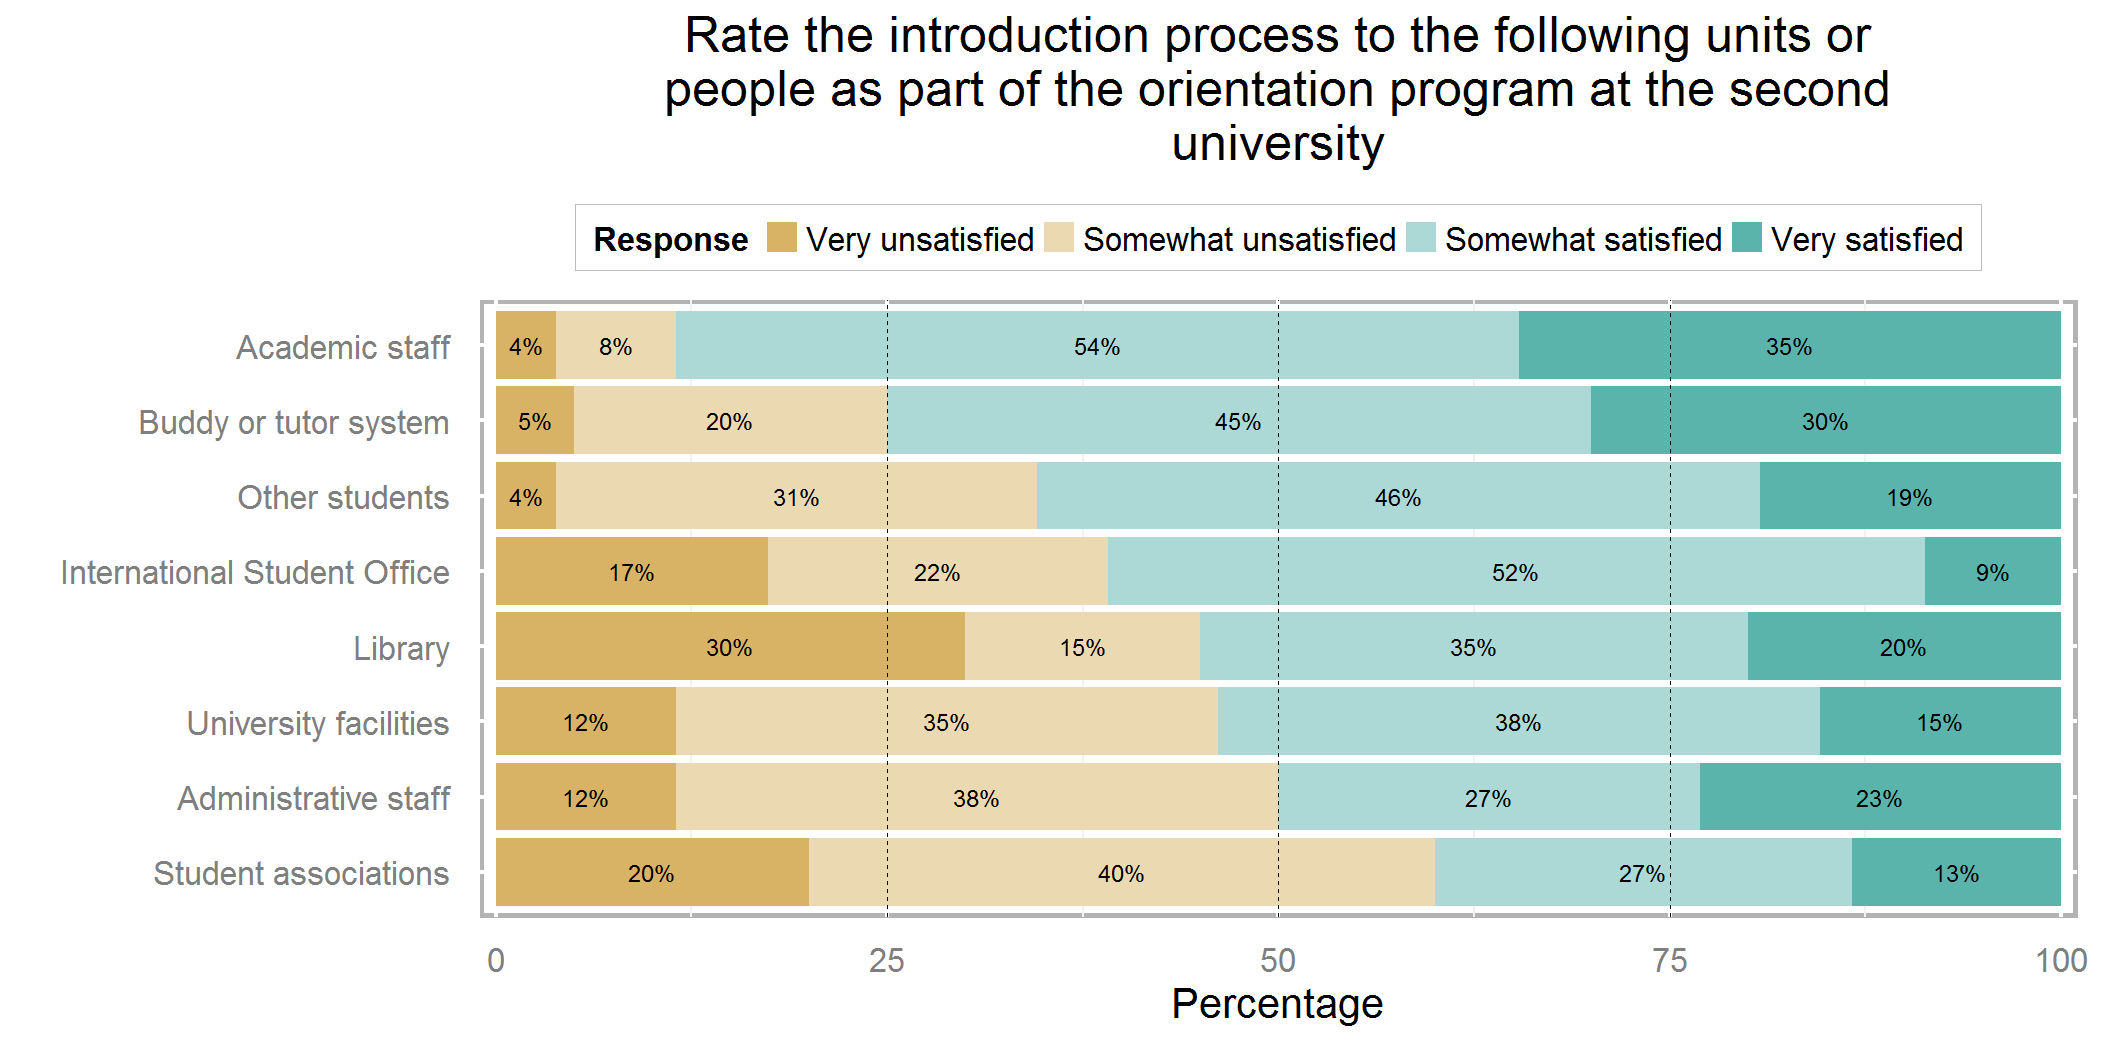 Rate the introduction process to the following units or
people as part of the orientation program at the second
university
Response Very unsatisfied Somewhat unsatisfied Somewhat satisfied Very satisfied
Academic staff 4% 8% 54% 35%
Buddy or tutor system 5% 20% 45% 30%
Other students 4% 31% 46% 19%
International Student Office 17% 22% 52% 9%
Library 30% 15% 35% 20%
University facilities 12% 35% 38% 15%
Administrative staff 12% 38% 27% 23%
Student associations 20% 40% 27% 13%
0 25 50 75 100
Percentage